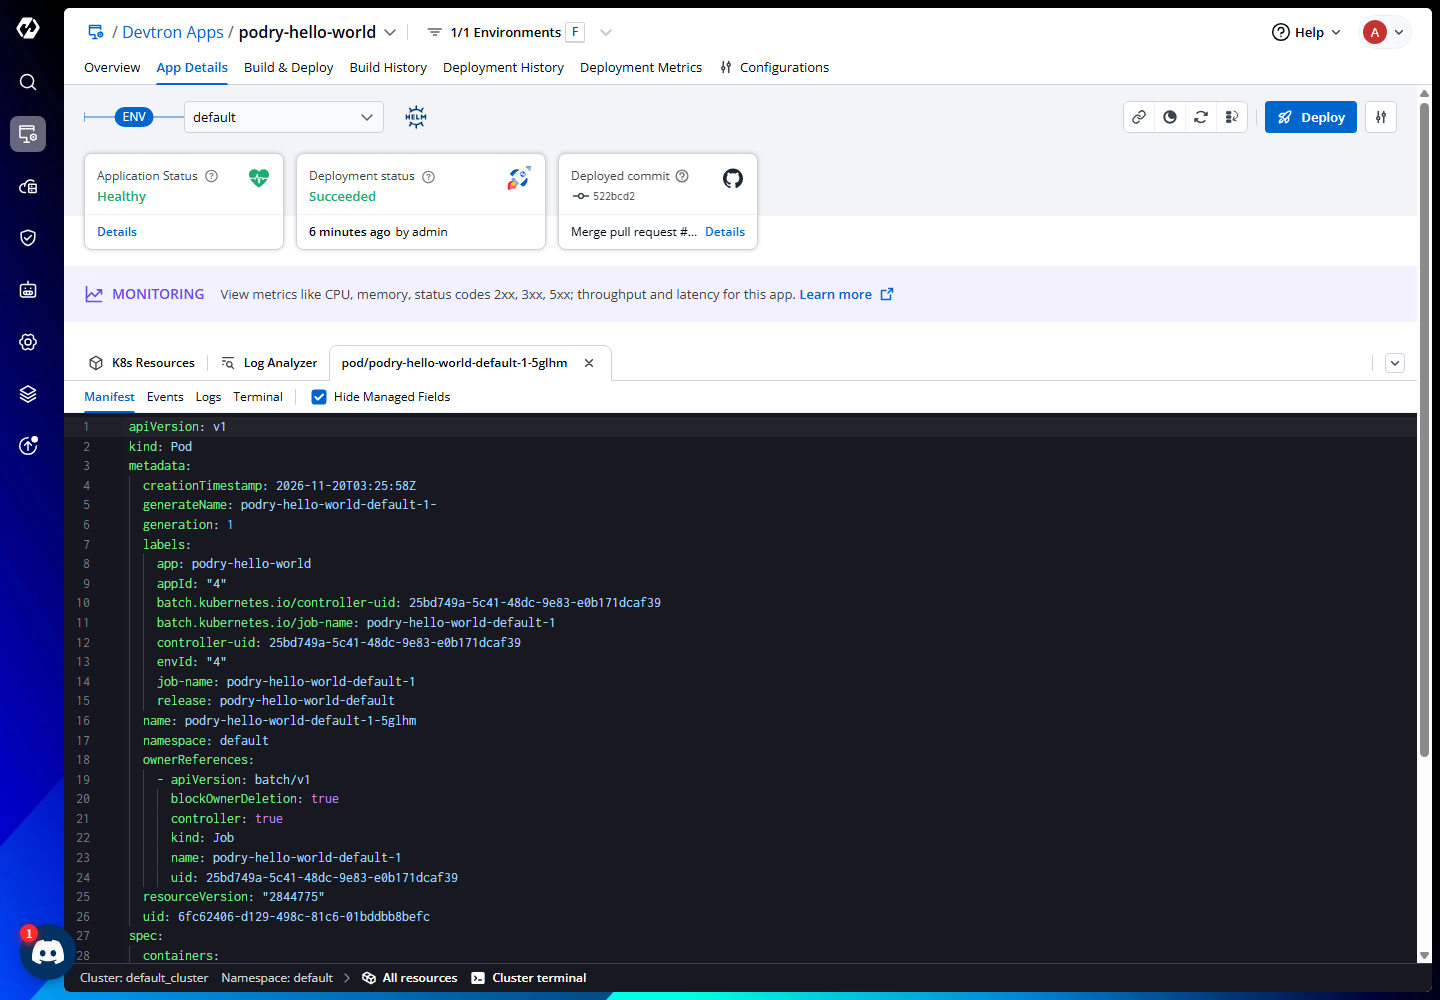 / Devtron Apps / podry-hello-world
1/1 Environments F
Help
A
Overview
App Details
Build & Deploy
Build History
Deployment History
Deployment Metrics
Configurations
ENV
default
HELM
Deploy
Application Status
Healthy
Details
Deployment status
Succeeded
6 minutes ago by admin
Deployed commit
522bcd2
Merge pull request #...
Details
MONITORING
View metrics like CPU, memory, status codes 2xx, 3xx, 5xx; throughput and latency for this app. Learn more
K8s Resources
Log Analyzer
pod/podry-hello-world-default-1-5glhm
Manifest
Events
Logs
Terminal
Hide Managed Fields
1 apiVersion: v1
2 kind: Pod
3 metadata:
4 creationTimestamp: 2026-11-20T03:25:58Z
5 generateName: podry-hello-world-default-1-
6 generation: 1
7 labels:
8 app: podry-hello-world
9 appId: "4"
10 batch.kubernetes.io/controller-uid: 25bd749a-5c41-48dc-9e83-e0b171dcaf39
11 batch.kubernetes.io/job-name: podry-hello-world-default-1
12 controller-uid: 25bd749a-5c41-48dc-9e83-e0b171dcaf39
13 envId: "4"
14 job-name: podry-hello-world-default-1
15 release: podry-hello-world-default
16 name: podry-hello-world-default-1-5glhm
17 namespace: default
18 ownerReferences:
19 - apiVersion: batch/v1
20 blockOwnerDeletion: true
21 controller: true
22 kind: Job
23 name: podry-hello-world-default-1
24 uid: 25bd749a-5c41-48dc-9e83-e0b171dcaf39
25 resourceVersion: "2844775"
26 uid: 6fc62406-d129-498c-81c6-01bddbb8befc
27 spec:
28 containers:
1
Cluster: default_cluster
Namespace: default
All resources
Cluster terminal